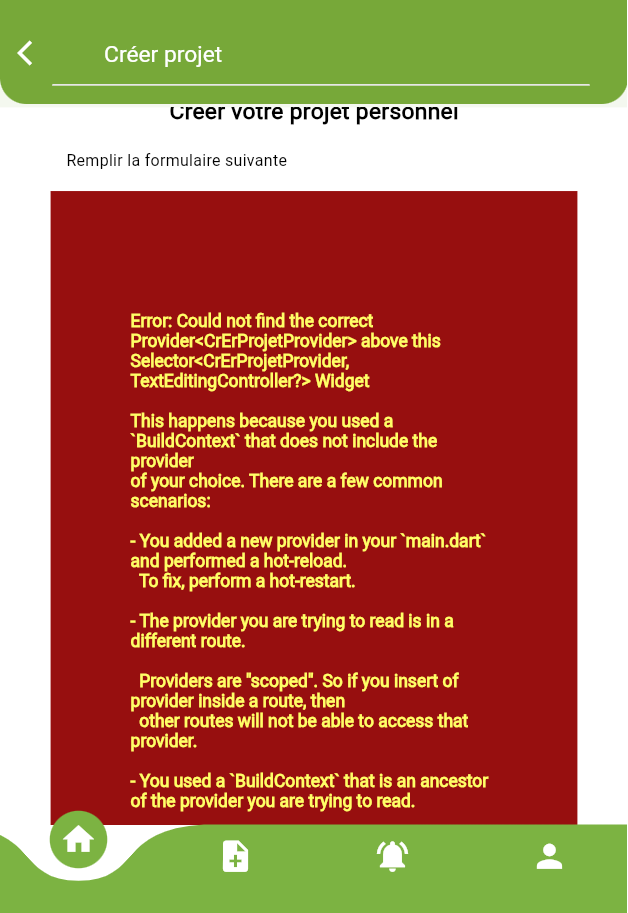 Créer projet
Créer votre projet personnel
Remplir la formulaire suivante
Error: Could not find the correct
Provider<CrErProjetProvider> above this
Selector<CrErProjetProvider,
TextEditingController?> Widget
This happens because you used a
`BuildContext` that does not include the
provider
of your choice. There are a few common
scenarios:
- You added a new provider in your `main.dart`
and performed a hot-reload.
To fix, perform a hot-restart.
- The provider you are trying to read is in a
different route.
Providers are "scoped". So if you insert of
provider inside a route, then
other routes will not be able to access that
provider.
- You used a `BuildContext` that is an ancestor
of the provider you are trying to read.